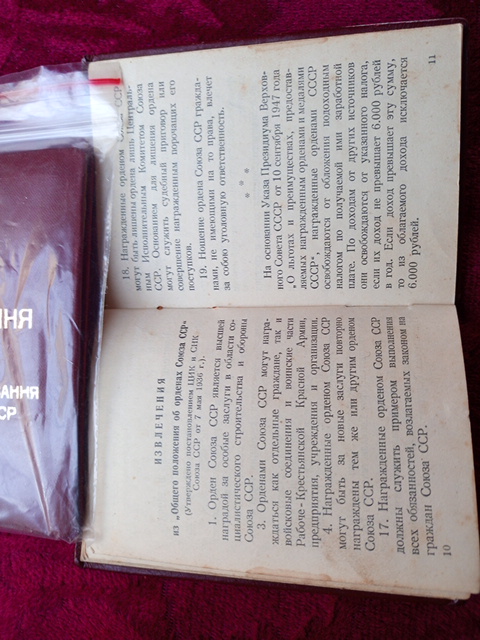 ИЗВЛЕЧЕНИЯ
из „Общего положения об орденах Союза ССР“
(Утверждено постановлением ЦИК и СНК
Союза ССР от 7 мая 1936 г.).
1. Орден Союза ССР является высшей
наградой за особые заслуги в области со-
циалистического строительства и обороны
Союза ССР.
3. Орденами Союза ССР могут награ-
ждаться как отдельные граждане, так и
войсковые соединения и воинские части
Рабоче-Крестьянской Красной Армии,
предприятия, учреждения и организации.
4. Награжденные орденом Союза ССР
могут быть за новые заслуги повторно
награждены тем же или другим орденом
Союза ССР.
17. Награжденные орденом Союза ССР
должны служить примером выполнения
всех обязанностей, возлагаемых законом на
граждан Союза ССР.
10
18. Награжденные орденом Союза ССР
могут быть лишены ордена лишь Централь-
ным Исполнительным Комитетом Союза
ССР. Основанием для лишения ордена
могут служить судебный приговор или
совершение награжденным порочащих его
поступков.
19. Ношение ордена Союза ССР гражда-
нами, не имеющими на то права, влечет
за собою уголовную ответственность.
* * *
На основании Указа Президиума Верхов-
ного Совета СССР от 10 сентября 1947 года
„О льготах и преимуществах, предостав-
ляемых награжденным орденами и медалями
СССР“, награжденные орденами СССР
освобождаются от обложения подоходным
налогом по получаемой ими заработной
плате. По доходам от других источников
они освобождаются от указанного налога,
если их доход не превышает 6.000 рублей
в год. Если доход превышает эту сумму,
то из облагаемого дохода исключается
6.000 рублей.
11